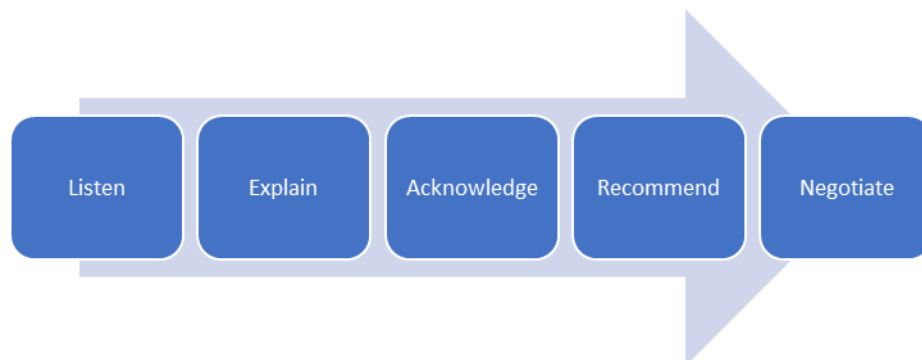 Listen
Explain
Acknowledge
Recommend
Negotiate